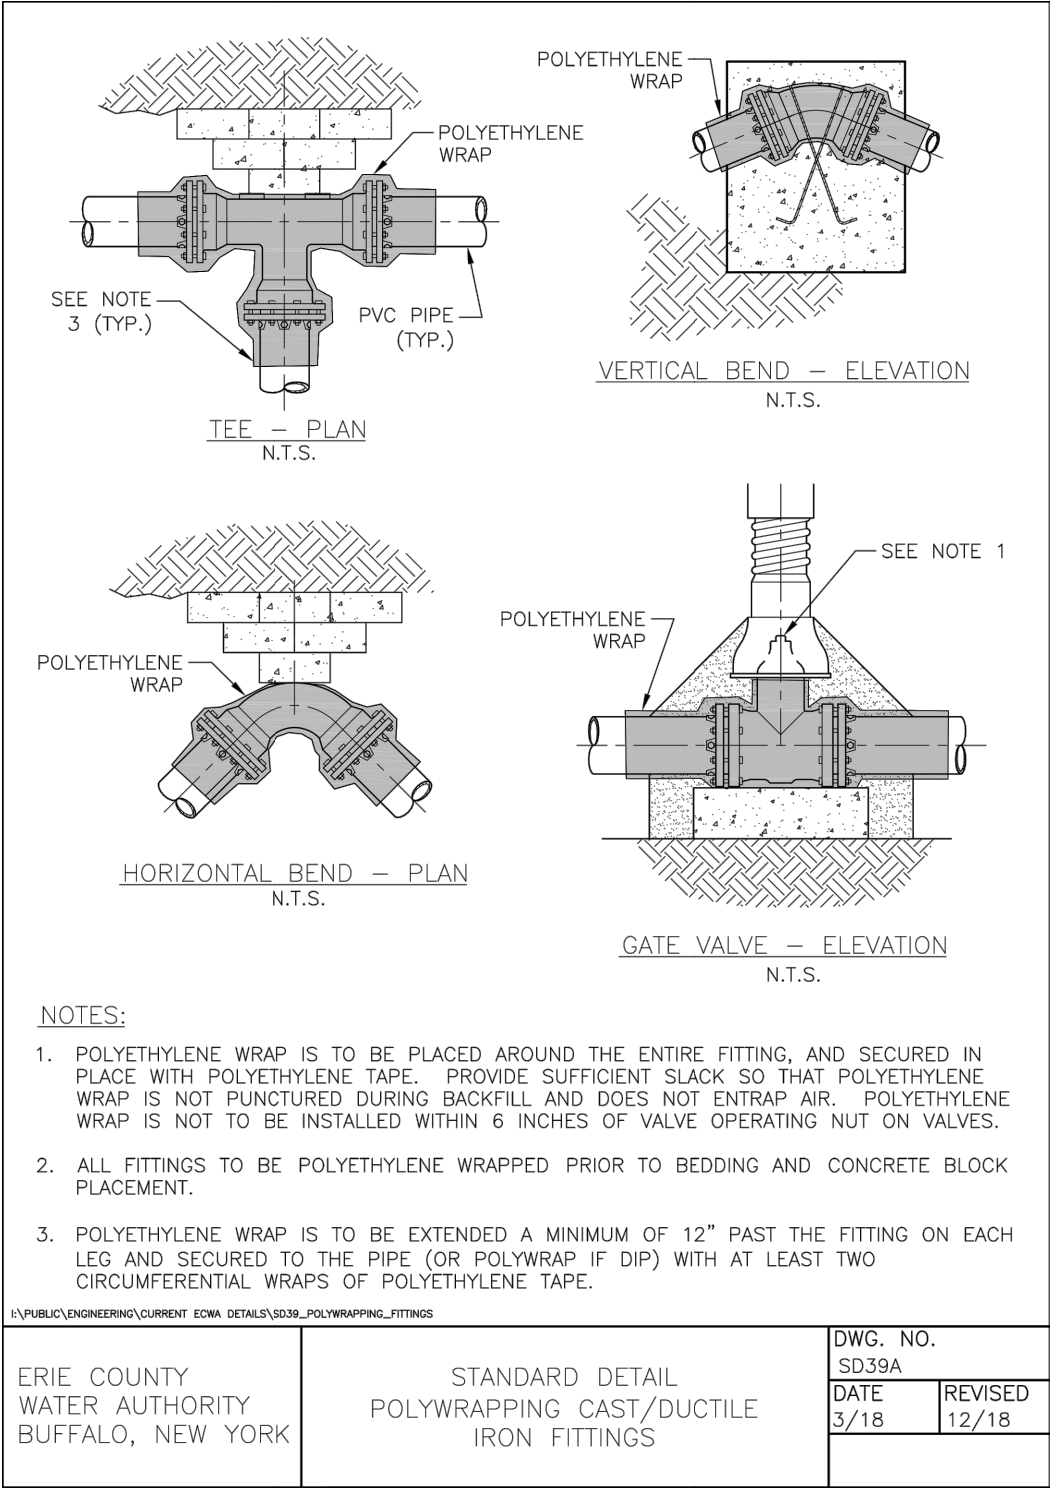 POLYETHYLENE
WRAP
SEE NOTE
3 (TYP.)
PVC PIPE
(TYP.)
TEE – PLAN
N.T.S.
POLYETHYLENE
WRAP
VERTICAL BEND – ELEVATION
N.T.S.
POLYETHYLENE
WRAP
HORIZONTAL BEND – PLAN
N.T.S.
SEE NOTE 1
POLYETHYLENE
WRAP
GATE VALVE – ELEVATION
N.T.S.
NOTES:
1. POLYETHYLENE WRAP IS TO BE PLACED AROUND THE ENTIRE FITTING, AND SECURED IN
PLACE WITH POLYETHYLENE TAPE. PROVIDE SUFFICIENT SLACK SO THAT POLYETHYLENE
WRAP IS NOT PUNCTURED DURING BACKFILL AND DOES NOT ENTRAP AIR. POLYETHYLENE
WRAP IS NOT TO BE INSTALLED WITHIN 6 INCHES OF VALVE OPERATING NUT ON VALVES.
2. ALL FITTINGS TO BE POLYETHYLENE WRAPPED PRIOR TO BEDDING AND CONCRETE BLOCK
PLACEMENT.
3. POLYETHYLENE WRAP IS TO BE EXTENDED A MINIMUM OF 12" PAST THE FITTING ON EACH
LEG AND SECURED TO THE PIPE (OR POLYWRAP IF DIP) WITH AT LEAST TWO
CIRCUMFERENTIAL WRAPS OF POLYETHYLENE TAPE.
I:\PUBLIC\ENGINEERING\CURRENT ECWA DETAILS\SD39_POLYWRAPPING_FITTINGS
ERIE COUNTY
WATER AUTHORITY
BUFFALO, NEW YORK
STANDARD DETAIL
POLYWRAPPING CAST/DUCTILE
IRON FITTINGS
DWG. NO.
SD39A
DATE
3/18
REVISED
12/18